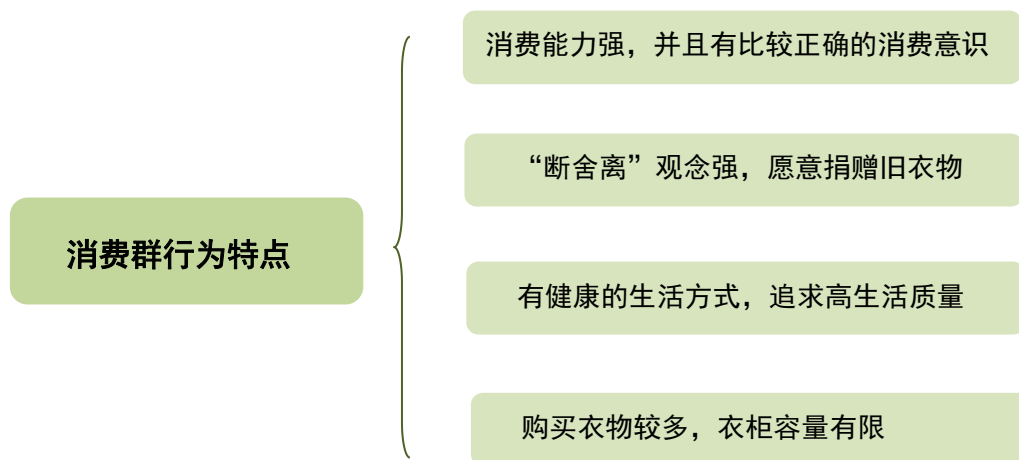 消费能力强，并且有比较正确的消费意识
“断舍离”观念强，愿意捐赠旧衣物
消费群行为特点
有健康的生活方式，追求高生活质量
购买衣物较多，衣柜容量有限